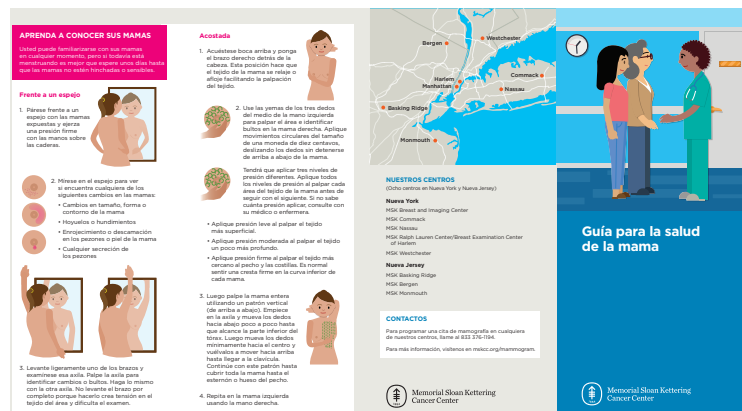 APRENDA A CONOCER SUS MAMAS
Usted puede familiarizarse con sus mamas
en cualquier momento, pero si todavía está
menstruando es mejor que espere unos días hasta
que las mamas no estén hinchadas o sensibles.
Frente a un espejo
1. Párese frente a un
espejo con las mamas
expuestas y ejerza
una presión firme
con las manos sobre
las caderas.
2. Mírese en el espejo para ver
si encuentra cualquiera de los
siguientes cambios en las mamas:
• Cambios en tamaño, forma o
contorno de la mama
• Hoyuelos o hundimientos
• Enrojecimiento o descamación
en los pezones o piel de la mama
• Cualquier secreción de
los pezones
3. Levante ligeramente uno de los brazos y
examínese esa axila. Palpe la axila para
identificar cambios o bultos. Haga lo mismo
con la otra axila. No levante el brazo por
completo porque hacerlo crea tensión en el
tejido del área y dificulta el examen.
Acostada
1. Acuéstese boca arriba y ponga
el brazo derecho detrás de la
cabeza. Esta posición hace que
el tejido de la mama se relaje o
afloje facilitando la palpación
del tejido.
2. Use las yemas de los tres dedos
del medio de la mano izquierda
para palpar el área e identificar
bultos en la mama derecha. Aplique
movimientos circulares del tamaño
de una moneda de diez centavos,
deslizando los dedos sin detenerse
de arriba a abajo de la mama.
Tendrá que aplicar tres niveles de
presión diferentes. Aplique todos
los niveles de presión al palpar cada
área del tejido de la mama antes de
seguir con el siguiente. Si no sabe
cuánta presión aplicar, consulte con
su médico o enfermera.
• Aplique presión leve al palpar el tejido
más superficial.
• Aplique presión moderada al palpar el tejido
un poco más profundo.
• Aplique presión firme al palpar el tejido más
cercano al pecho y las costillas. Es normal
sentir una cresta firme en la curva inferior de
cada mama.
3. Luego palpe la mama entera
utilizando un patrón vertical
(de arriba a abajo). Empiece
en la axila y mueva los dedos
hacia abajo poco a poco hasta
que alcance la parte inferior del
tórax. Luego mueva los dedos
mínimamente hacia el centro y
vuélvalos a mover hacia arriba
hasta llegar a la clavícula.
Continúe con este patrón hasta
cubrir toda la mama hasta el
esternón o hueso del pecho.
4. Repita en la mama izquierda
usando la mano derecha.
Westchester
Bergen
Harlem
Manhattan
Commack
Nassau
Basking Ridge
Monmouth
NUESTROS CENTROS
(Ocho centros en Nueva York y Nueva Jersey)
Nueva York
MSK Breast and Imaging Center
MSK Commack
MSK Nassau
MSK Ralph Lauren Center/Breast Examination Center
of Harlem
MSK Westchester
Nueva Jersey
MSK Basking Ridge
MSK Bergen
MSK Monmouth
CONTACTOS
Para programar una cita de mamografía en cualquiera
de nuestros centros, llame al 833 376-1194.
Para más información, visítenos en mskcc.org/mammogram.
Memorial Sloan Kettering
Cancer Center
Guía para la salud
de la mama
Memorial Sloan Kettering
Cancer Center